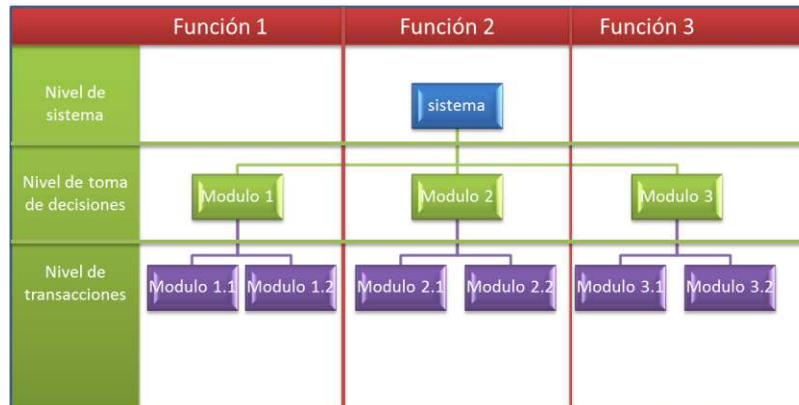 Función 1
Función 2
Función 3
Nivel de
sistema
sistema
Nivel de toma
de decisiones
Modulo 1
Modulo 2
Modulo 3
Nivel de
transacciones
Modulo 1.1
Modulo 1.2
Modulo 2.1
Modulo 2.2
Modulo 3.1
Modulo 3.2